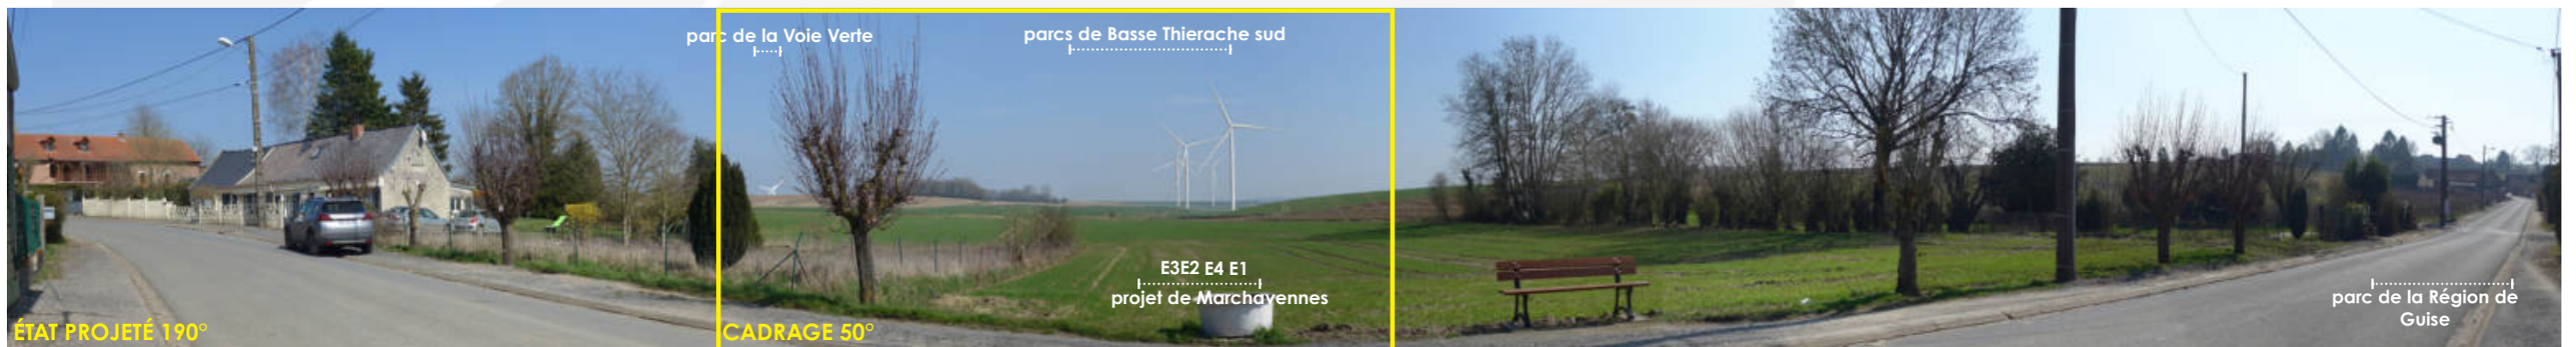 parc de la Voie Verte
parcs de Basse Thierache sud
E3E2 E4 E1
projet de Marchavennes
parc de la Région de
Guise
ÉTAT PROJETÉ 190°
CADRAGE 50°